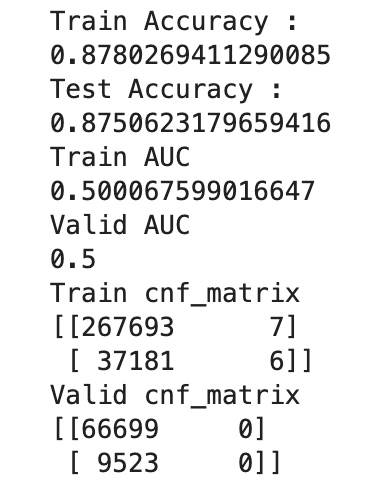 Train Accuracy :
0.8780269411290085
Test Accuracy :
0.8750623179659416
Train AUC
0.500067599016647
Valid AUC
0.5
Train cnf_matrix
[[267693      7]
 [ 37181      6]]
Valid cnf_matrix
[[66699     0]
 [ 9523     0]]